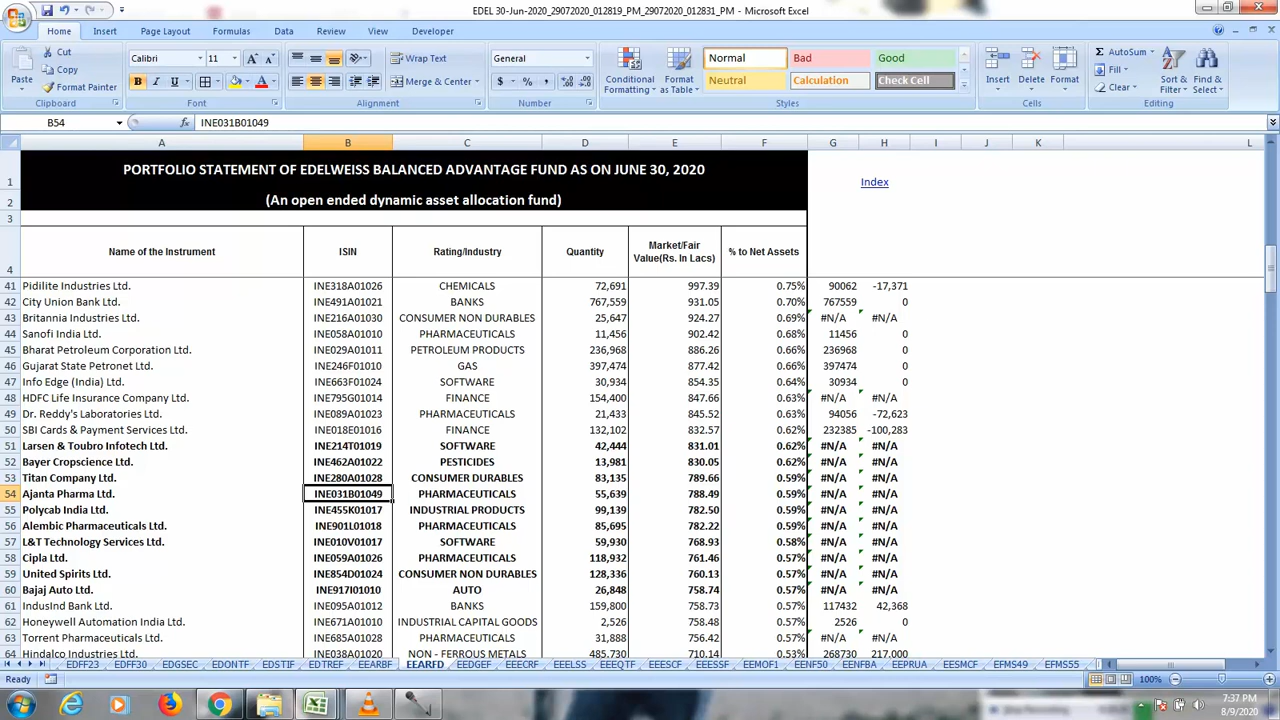 EDEL 30-Jun-2020_29072020_012819_PM_29072020_012831_PM - Microsoft Excel
Home Insert Page Layout Formulas Data Review View Developer
Paste Cut Copy Format Painter Clipboard
Calibri 11 B I U A Font
Wrap Text Merge & Center Alignment
General $ % , Number
Conditional Formatting Format as Table Normal Bad Good Neutral Calculation Check Cell Styles
Insert Delete Format Cells
AutoSum Fill Clear Sort & Filter Find & Select Editing
B54 fx INE031B01049
A B C D E F G H I J K L
1 PORTFOLIO STATEMENT OF EDELWEISS BALANCED ADVANTAGE FUND AS ON JUNE 30, 2020 Index
2 (An open ended dynamic asset allocation fund)
3
4 Name of the Instrument ISIN Rating/Industry Quantity Market/Fair Value(Rs. In Lacs) % to Net Assets
41 Pidilite Industries Ltd. INE318A01026 CHEMICALS 72,691 997.39 0.75% 90062 -17,371
42 City Union Bank Ltd. INE491A01021 BANKS 767,559 931.05 0.70% 767559 0
43 Britannia Industries Ltd. INE216A01030 CONSUMER NON DURABLES 25,647 924.27 0.69% #N/A #N/A
44 Sanofi India Ltd. INE058A01010 PHARMACEUTICALS 11,456 902.42 0.68% 11456 0
45 Bharat Petroleum Corporation Ltd. INE029A01011 PETROLEUM PRODUCTS 236,968 886.26 0.66% 236968 0
46 Gujarat State Petronet Ltd. INE246F01010 GAS 397,474 877.42 0.66% 397474 0
47 Info Edge (India) Ltd. INE663F01024 SOFTWARE 30,934 854.35 0.64% 30934 0
48 HDFC Life Insurance Company Ltd. INE795G01014 FINANCE 154,400 847.66 0.63% #N/A #N/A
49 Dr. Reddy's Laboratories Ltd. INE089A01023 PHARMACEUTICALS 21,433 845.52 0.63% 94056 -72,623
50 SBI Cards & Payment Services Ltd. INE018E01016 FINANCE 132,102 832.57 0.62% 232385 -100,283
51 Larsen & Toubro Infotech Ltd. INE214T01019 SOFTWARE 42,444 831.01 0.62% #N/A #N/A
52 Bayer Cropscience Ltd. INE462A01022 PESTICIDES 13,981 830.05 0.62% #N/A #N/A
53 Titan Company Ltd. INE280A01028 CONSUMER DURABLES 83,135 789.66 0.59% #N/A #N/A
54 Ajanta Pharma Ltd. INE031B01049 PHARMACEUTICALS 55,639 788.49 0.59% #N/A #N/A
55 Polycab India Ltd. INE455K01017 INDUSTRIAL PRODUCTS 99,139 782.50 0.59% #N/A #N/A
56 Alembic Pharmaceuticals Ltd. INE901L01018 PHARMACEUTICALS 85,695 782.22 0.59% #N/A #N/A
57 L&T Technology Services Ltd. INE010V01017 SOFTWARE 59,930 768.93 0.58% #N/A #N/A
58 Cipla Ltd. INE059A01026 PHARMACEUTICALS 118,932 761.46 0.57% #N/A #N/A
59 United Spirits Ltd. INE854D01024 CONSUMER NON DURABLES 128,336 760.13 0.57% #N/A #N/A
60 Bajaj Auto Ltd. INE917I01010 AUTO 26,848 758.74 0.57% #N/A #N/A
61 IndusInd Bank Ltd. INE095A01012 BANKS 159,800 758.73 0.57% 117432 42,368
62 Honeywell Automation India Ltd. INE671A01010 INDUSTRIAL CAPITAL GOODS 2,526 758.48 0.57% 2526 0
63 Torrent Pharmaceuticals Ltd. INE685A01028 PHARMACEUTICALS 31,888 756.42 0.57% #N/A #N/A
64 Hindalco Industries Ltd. INE038A01020 NON - FERROUS METALS 485,730 710.14 0.53% 268730 217,000
EDFF23 EDFF30 EDGSEC EDONTF EDSTIF EDTREF EEARBF EEARFD EEDGEF EEECRF EEELSS EEEQTF EEESCF EEESSF EEMOF1 EENF50 EENFBA EEPRUA EESMCF EFMS49 EFMS55
Ready 100%
7:37 PM
8/9/2020